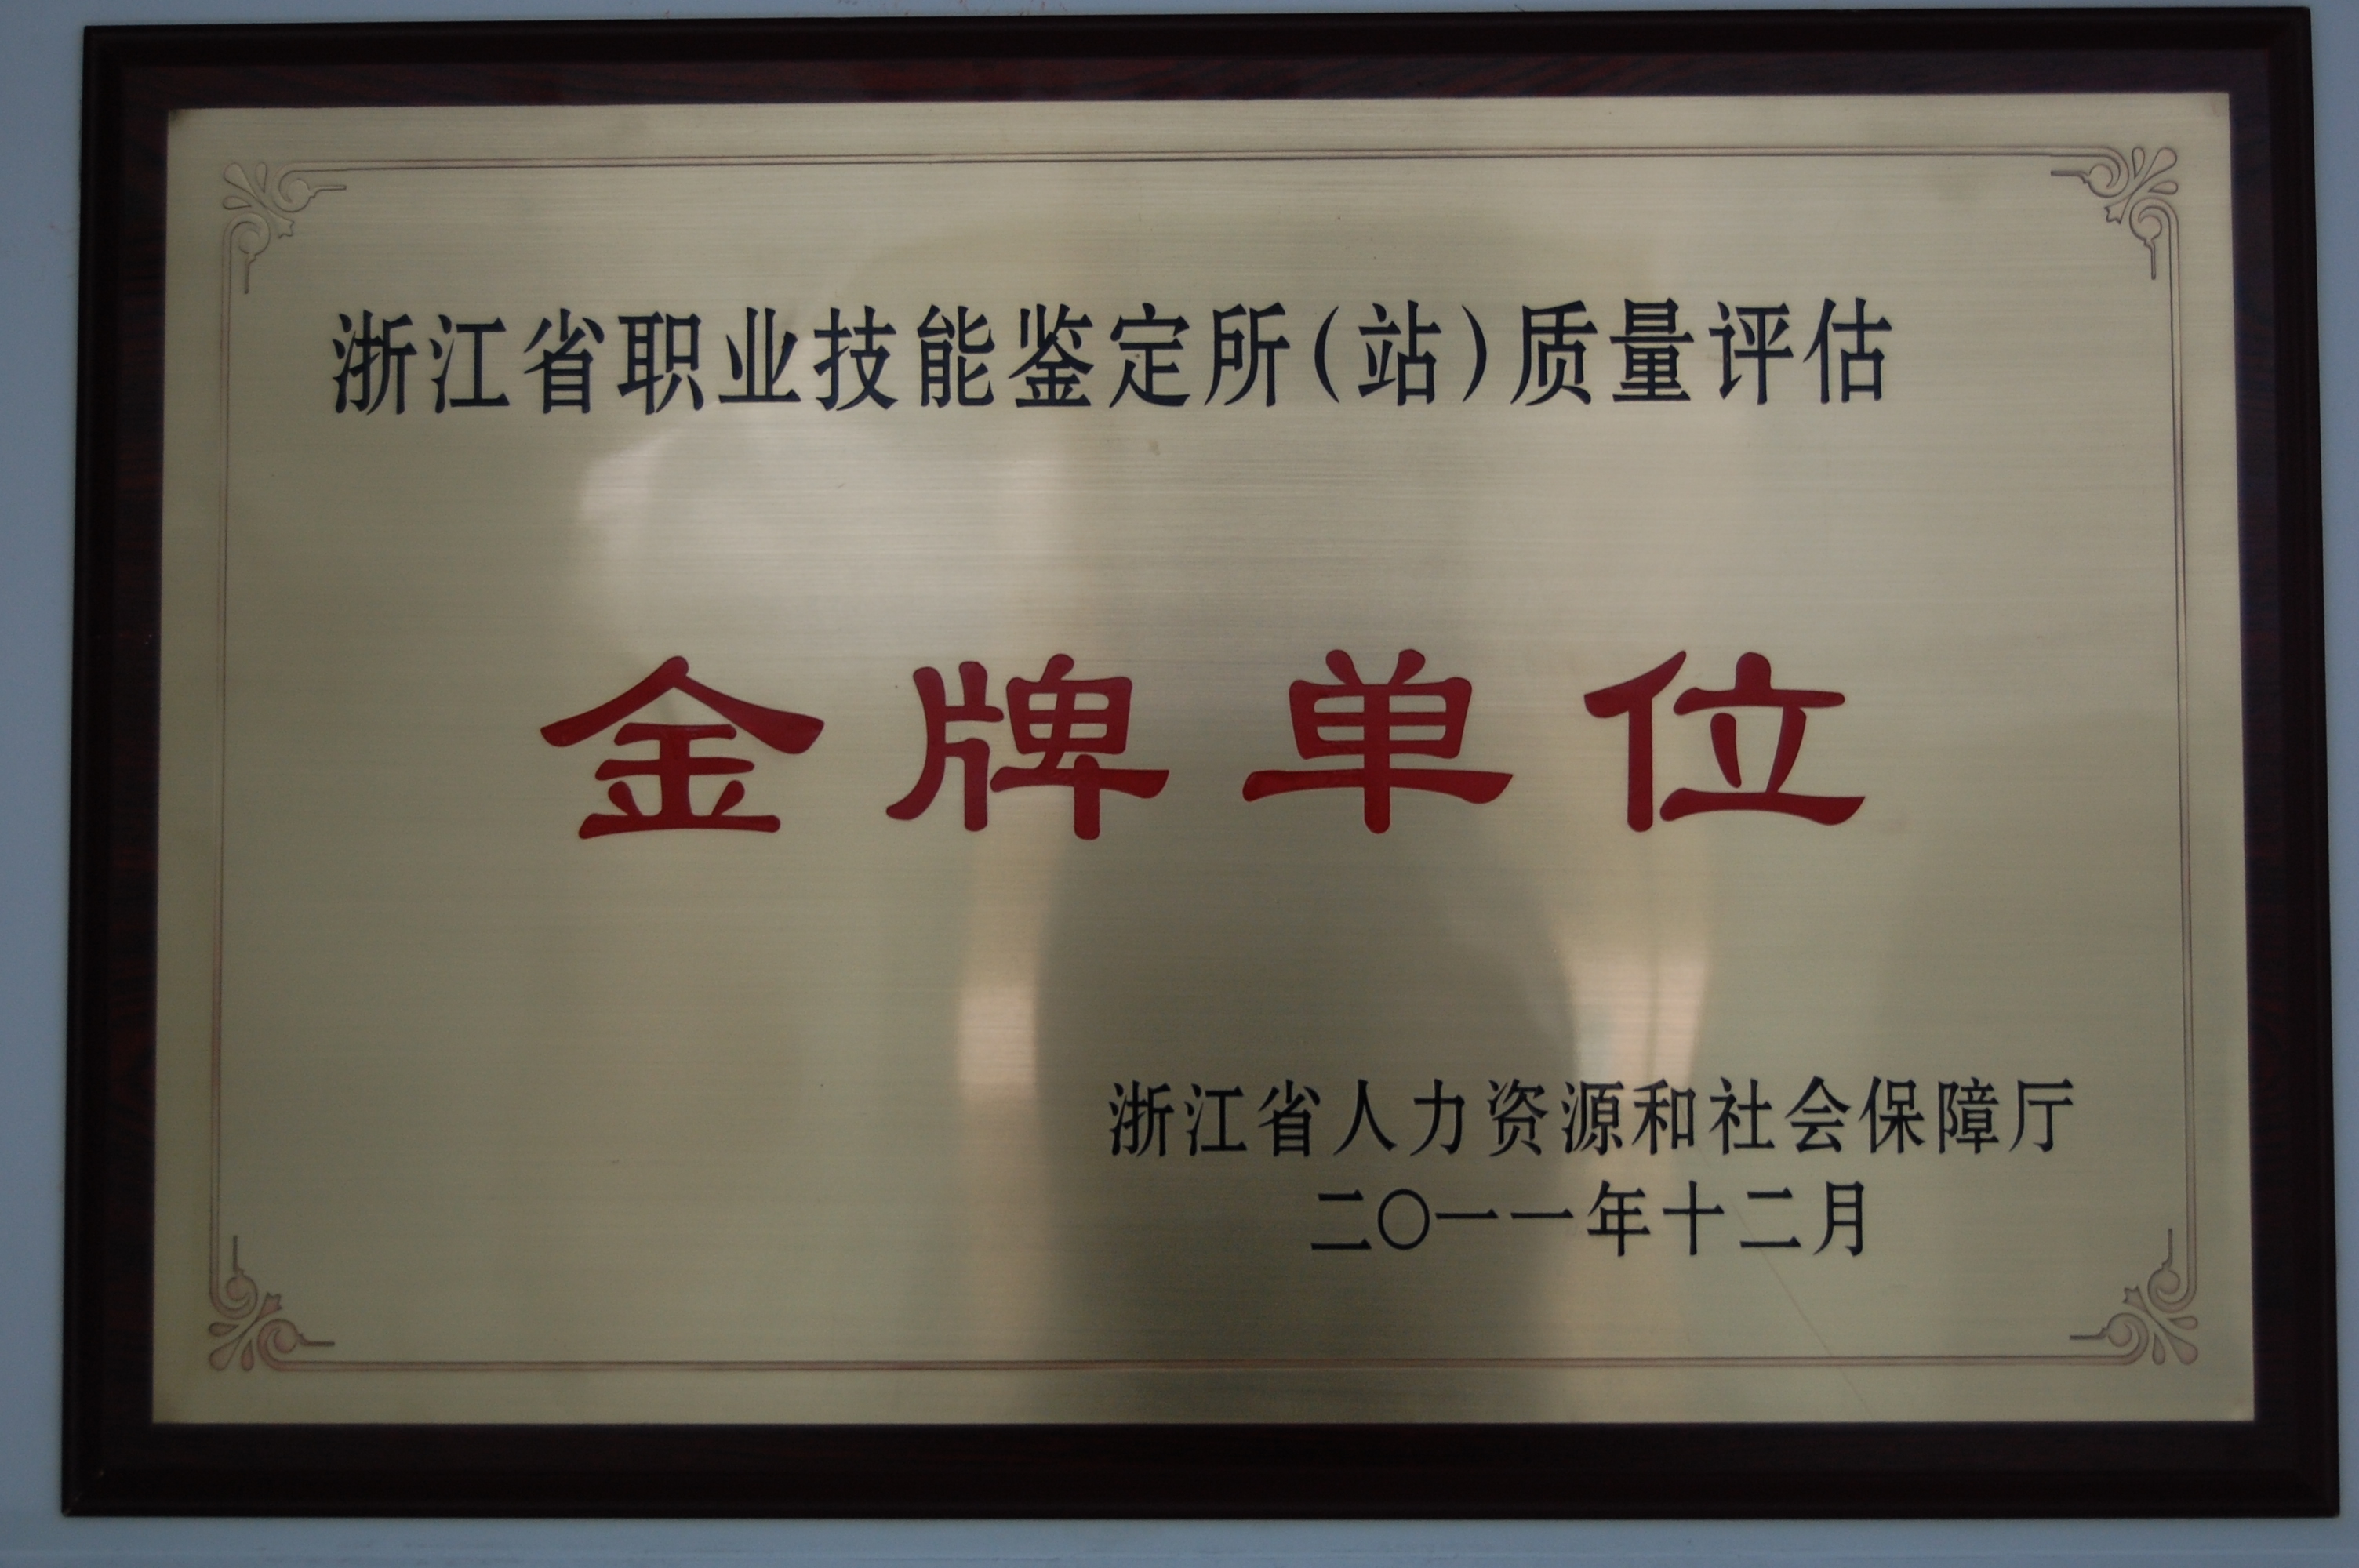 浙江省职业技能鉴定所(站)质量评估
金牌单位
浙江省人力资源和社会保障厅
二〇一一年十二月